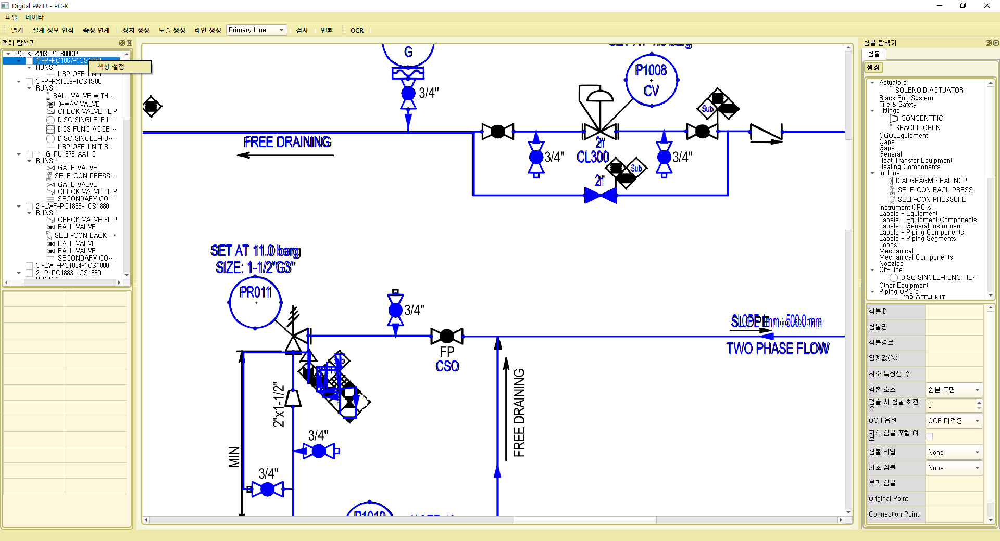 Digital P&ID - PC-K
파일 데이타
열기 설계 정보 인식 속성 연계 장치 생성 노즐 생성 라인 생성 Primary Line 검사 변환 OCR
객체 탐색기
PC-K-2203_P1_800DPI
1"-P-PC1867-1CS1880
색상 설정
RUNS 1
KRP OFF-UNIT
3"-P-PX1869-1CS1S80
RUNS 1
BALL VALVE WITH ...
3-WAY VALVE
CHECK VALVE FLIP
DISC SINGLE-FU...
DCS FUNC ACCE...
DISC SINGLE-FU...
KRP OFF-UNIT BI
1"-IG-PU1878-AA1 C
RUNS 1
GATE VALVE
SELF-CON PRESS...
GATE VALVE
CHECK VALVE FLIP
SECONDARY CO...
2"-LWF-PC1856-1CS1880
RUNS 1
CHECK VALVE FLIP
BALL VALVE
SELF-CON BACK ...
BALL VALVE
BALL VALVE
SECONDARY CO...
3"-LWF-PC1884-1CS1880
2"-P-PC1883-1CS1880
RUNS 1
G
3/4"
P1008
CV
Sub
FREE DRAINING
3/4"
2"
CL300
3/4"
Sub
2"
SET AT 11.0 barg
SIZE: 1-1/2"G3"
PR011
3/4"
FP
CSO
SLOPE 1mm : 500.0 mm
TWO PHASE FLOW
2"x1-1/2"
FREE DRAINING
MIN
3/4"
3/4"
P1019
심볼 탐색기
심볼
생성
Actuators
SOLENOID ACTUATOR
Black Box System
Fire & Safety
Fittings
CONCENTRIC
SPACER OPEN
GGO_Equipment
Gaps
Gaps
General
Heat Transfer Equipment
Heating Components
In-Line
DIAPGRAGM SEAL NCP
SELF-CON BACK PRESS
SELF-CON PRESSURE
Instrument OPC's
Labels - Equipment
Labels - Equipment Components
Labels - General Instrument
Labels - Piping Components
Labels - Piping Segments
Loops
Mechanical
Mechanical Components
Nozzles
Off-Line
DISC SINGLE-FUNC FIE...
Other Equipment
Piping OPC's
KRP OFF-UNIT
심볼ID
심볼명
심볼경로
임계값(%)
최소 특징점 수
검출 소스 원본 도면
검출 시 심볼 회전 수 0
OCR 옵션 OCR 미적용
자식 심볼 포함 여부
심볼 타입 None
기초 심볼 None
부가 심볼
Original Point
Connection Point